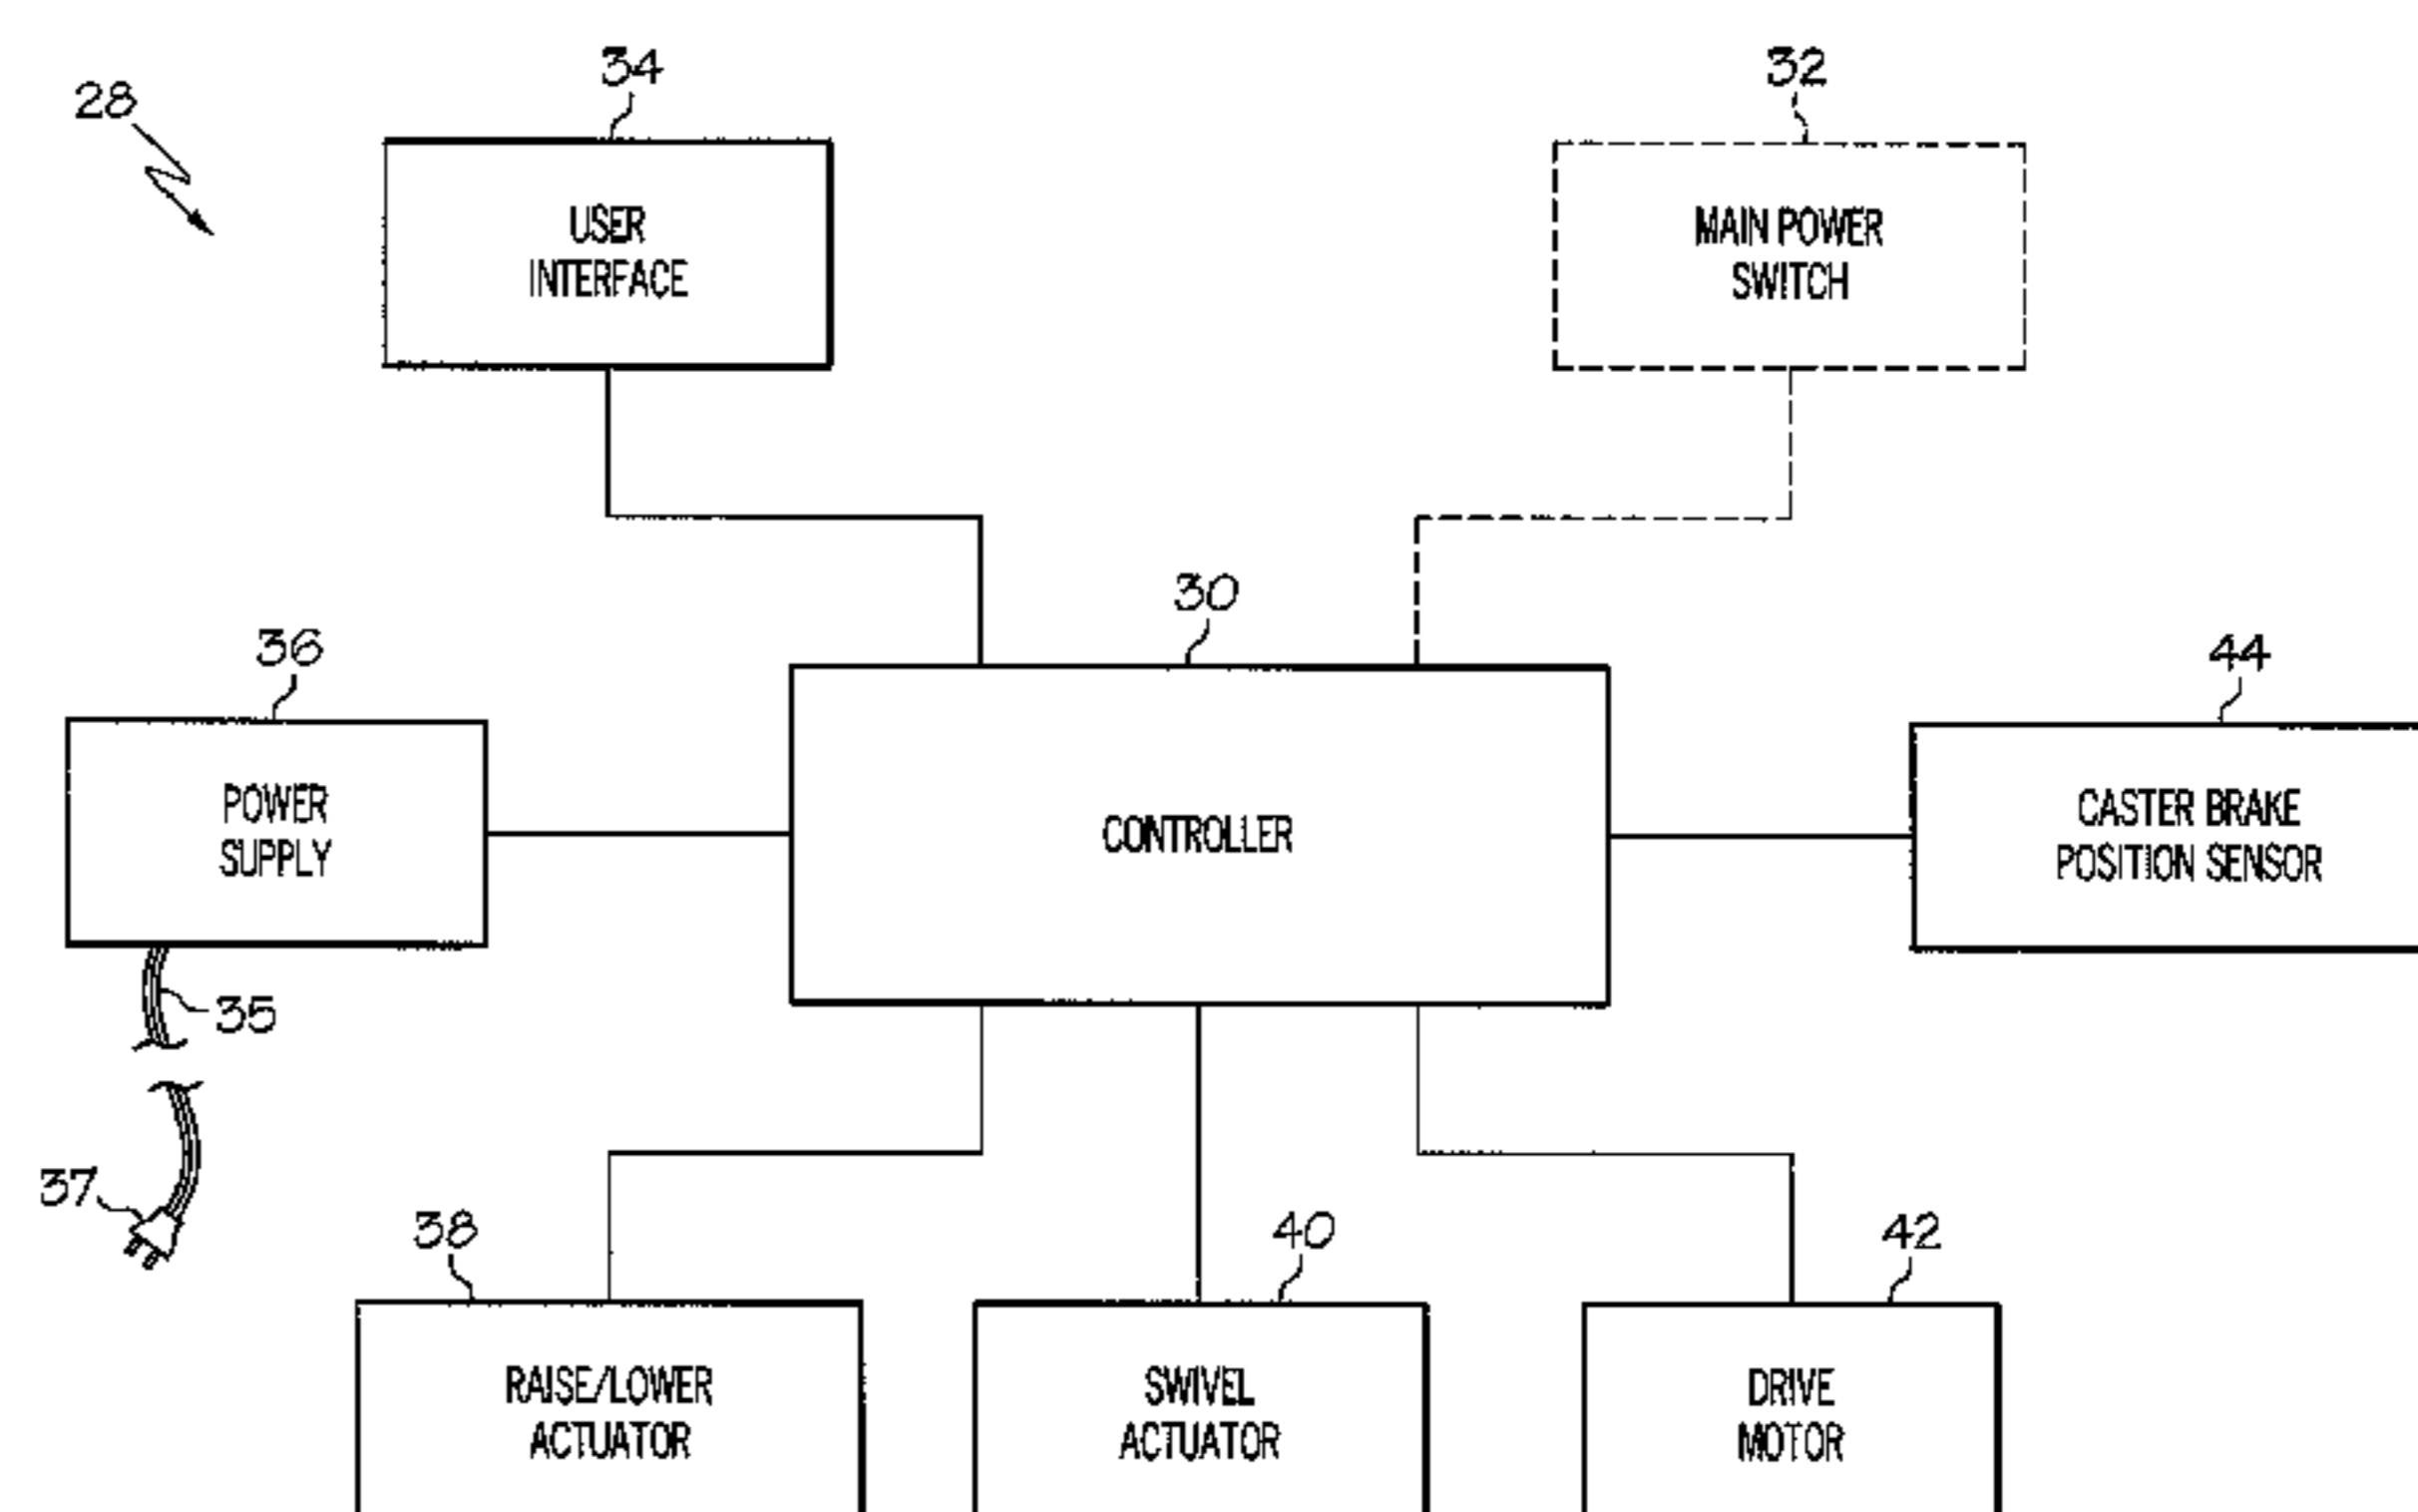 28
34
32
USER
INTERFACE
MAIN POWER
SWITCH
30
36
44
POWER
SUPPLY
CONTROLLER
CASTER BRAKE
POSITION SENSOR
35
37
38
40
42
RAISE/LOWER
ACTUATOR
SWIVEL
ACTUATOR
DRIVE
MOTOR